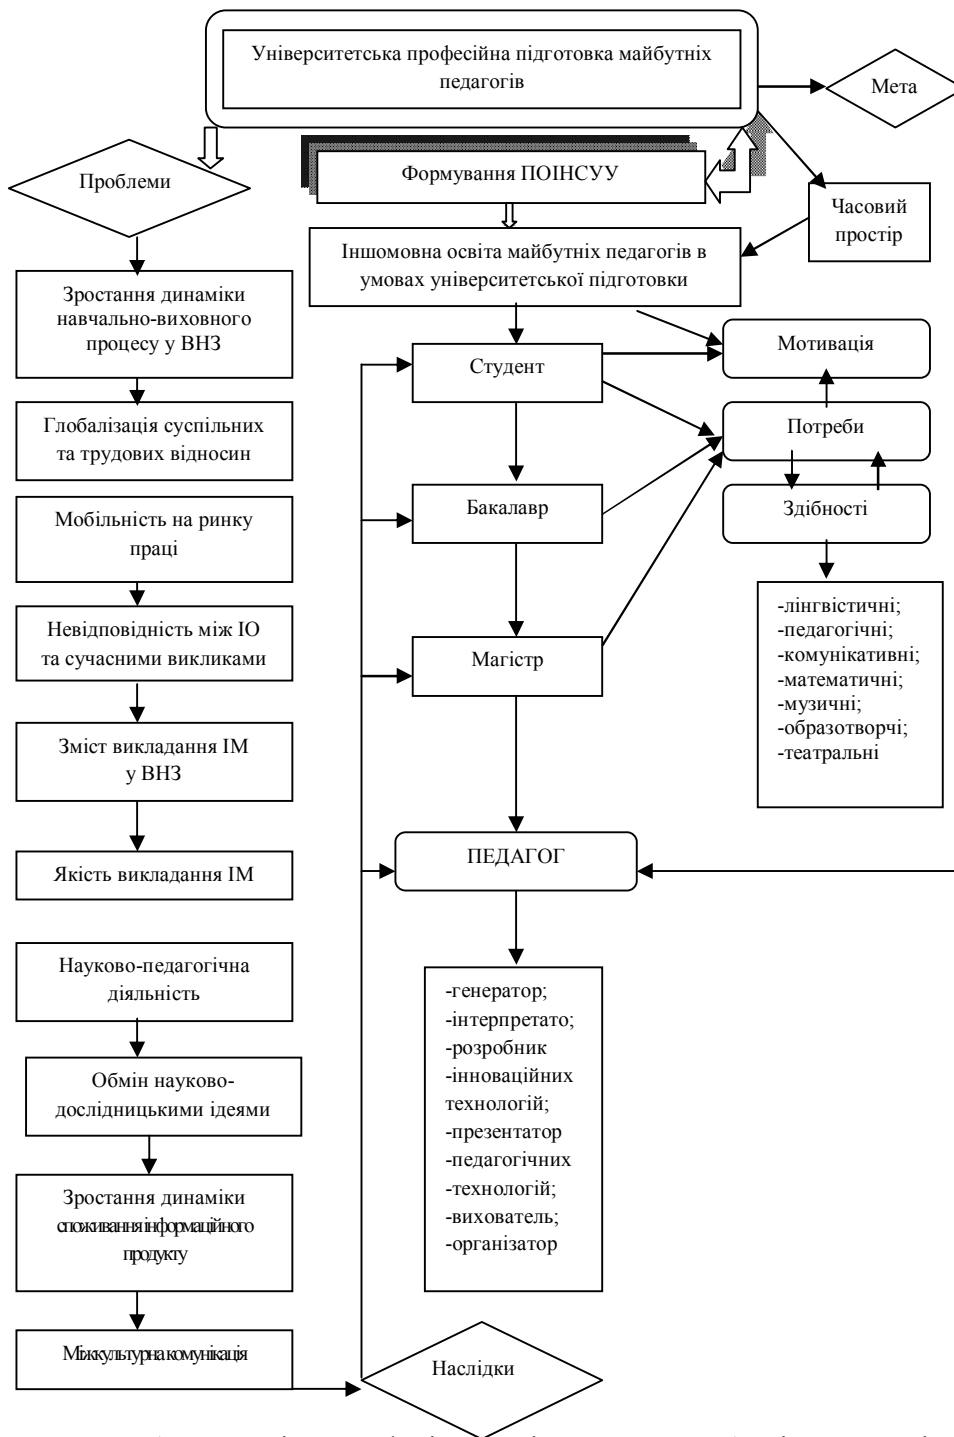 Університетська професійна підготовка майбутніх
педагогів
Мета
Проблеми
Формування ПОІНСУУ
Часовий
простір
Іншомовна освіта майбутніх педагогів в
умовах університетської підготовки
Зростання динаміки
навчально-виховного
процесу у ВНЗ
Мотивація
Студент
Глобалізація суспільних
та трудових відносин
Потреби
Мобільність на ринку
праці
Бакалавр
Здібності
Невідповідність між ІО
та сучасними викликами
Магістр
-лінгвістичні;
-педагогічні;
-комунікативні;
-математичні;
-музичні;
-образотворчі;
-театральні
Зміст викладання ІМ
у ВНЗ
Якість викладання ІМ
ПЕДАГОГ
Науково-педагогічна
діяльність
-генератор;
-інтерпретато;
-розробник
-інноваційних
технологій;
-презентатор
-педагогічних
-технологій;
-вихователь;
-організатор
Обмін науково-
дослідницькими ідеями
Зростання динаміки
споживання інформаційного
продукту
Міжкультурна комунікація
Наслідки